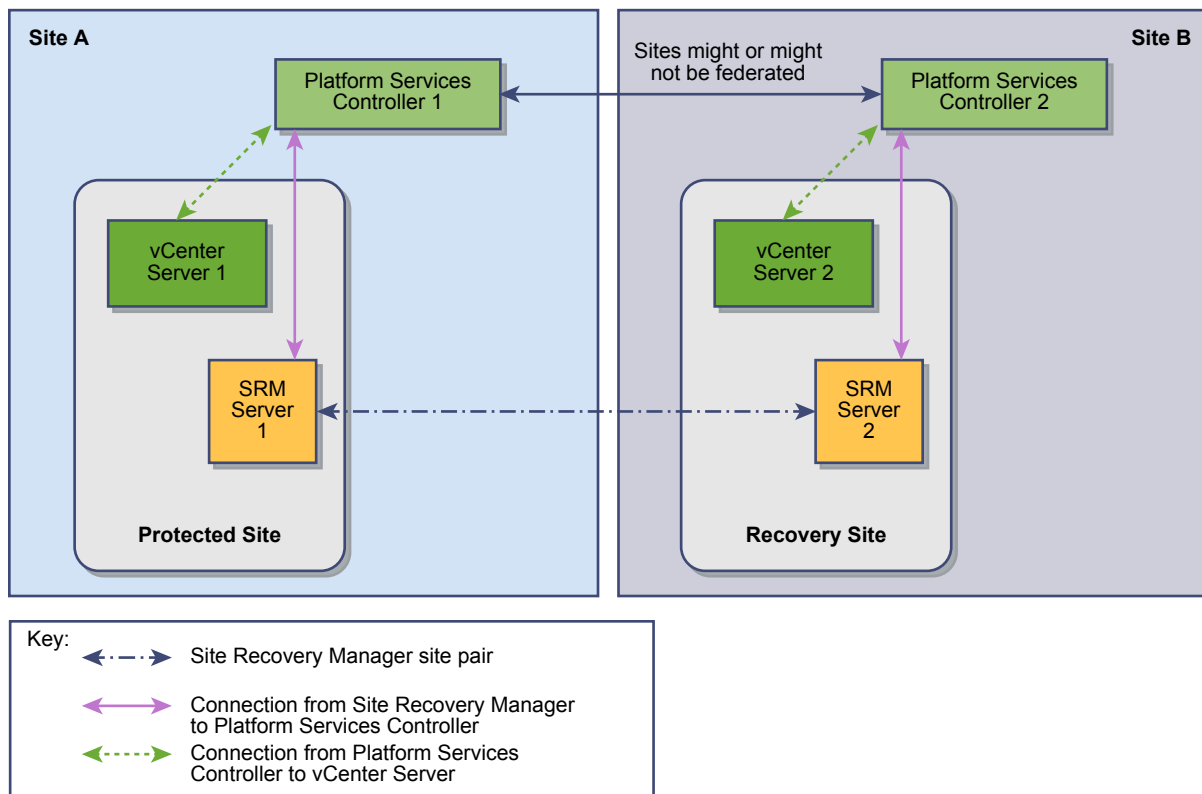 Site A
Site B
Sites might or might
not be federated
Platform Services
Controller 1
Platform Services
Controller 2
vCenter
Server 1
vCenter
Server 2
SRM
Server
1
SRM
Server
2
Protected Site
Recovery Site
Key:
Site Recovery Manager site pair
Connection from Site Recovery Manager
to Platform Services Controller
Connection from Platform Services
Controller to vCenter Server